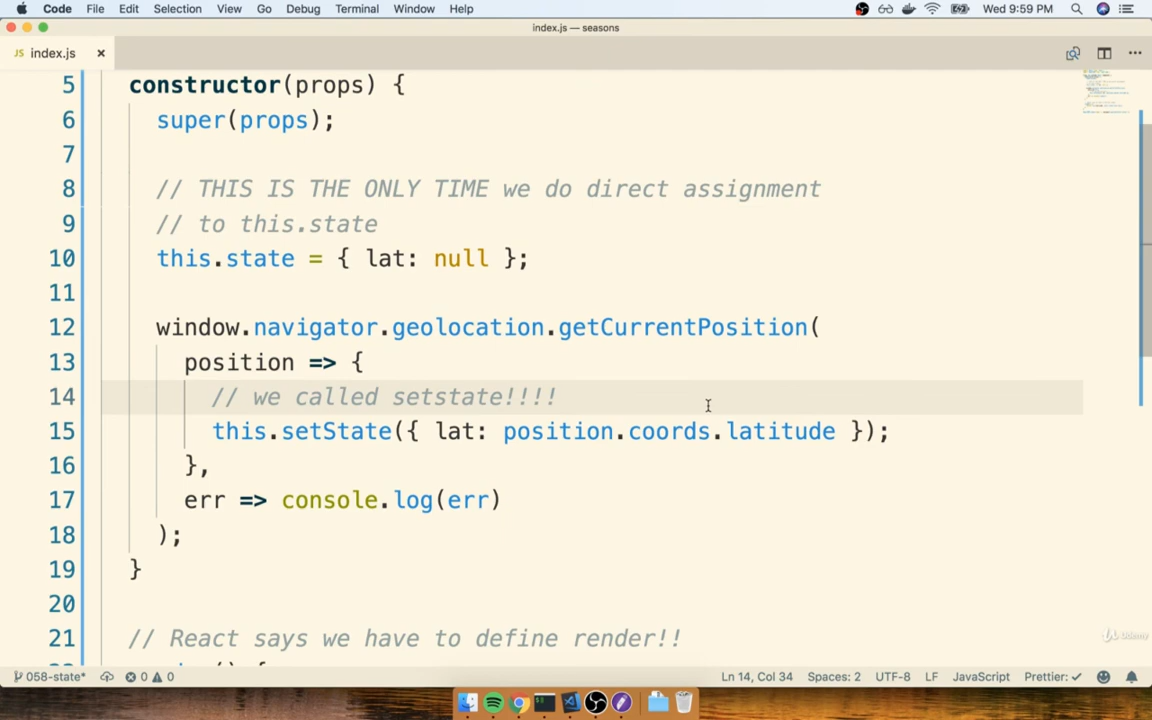 Code File Edit Selection View Go Debug Terminal Window Help Wed 9:59 PM
index.js — seasons
JS index.js ×
5 constructor(props) {
6 super(props);
7
8 // THIS IS THE ONLY TIME we do direct assignment
9 // to this.state
10 this.state = { lat: null };
11
12 window.navigator.geolocation.getCurrentPosition(
13 position => {
14 // we called setstate!!!!
15 this.setState({ lat: position.coords.latitude });
16 },
17 err => console.log(err)
18 );
19 }
20
21 // React says we have to define render!!
Udemy
058-state* 0 0 Ln 14, Col 34 Spaces: 2 UTF-8 LF JavaScript Prettier: ✓